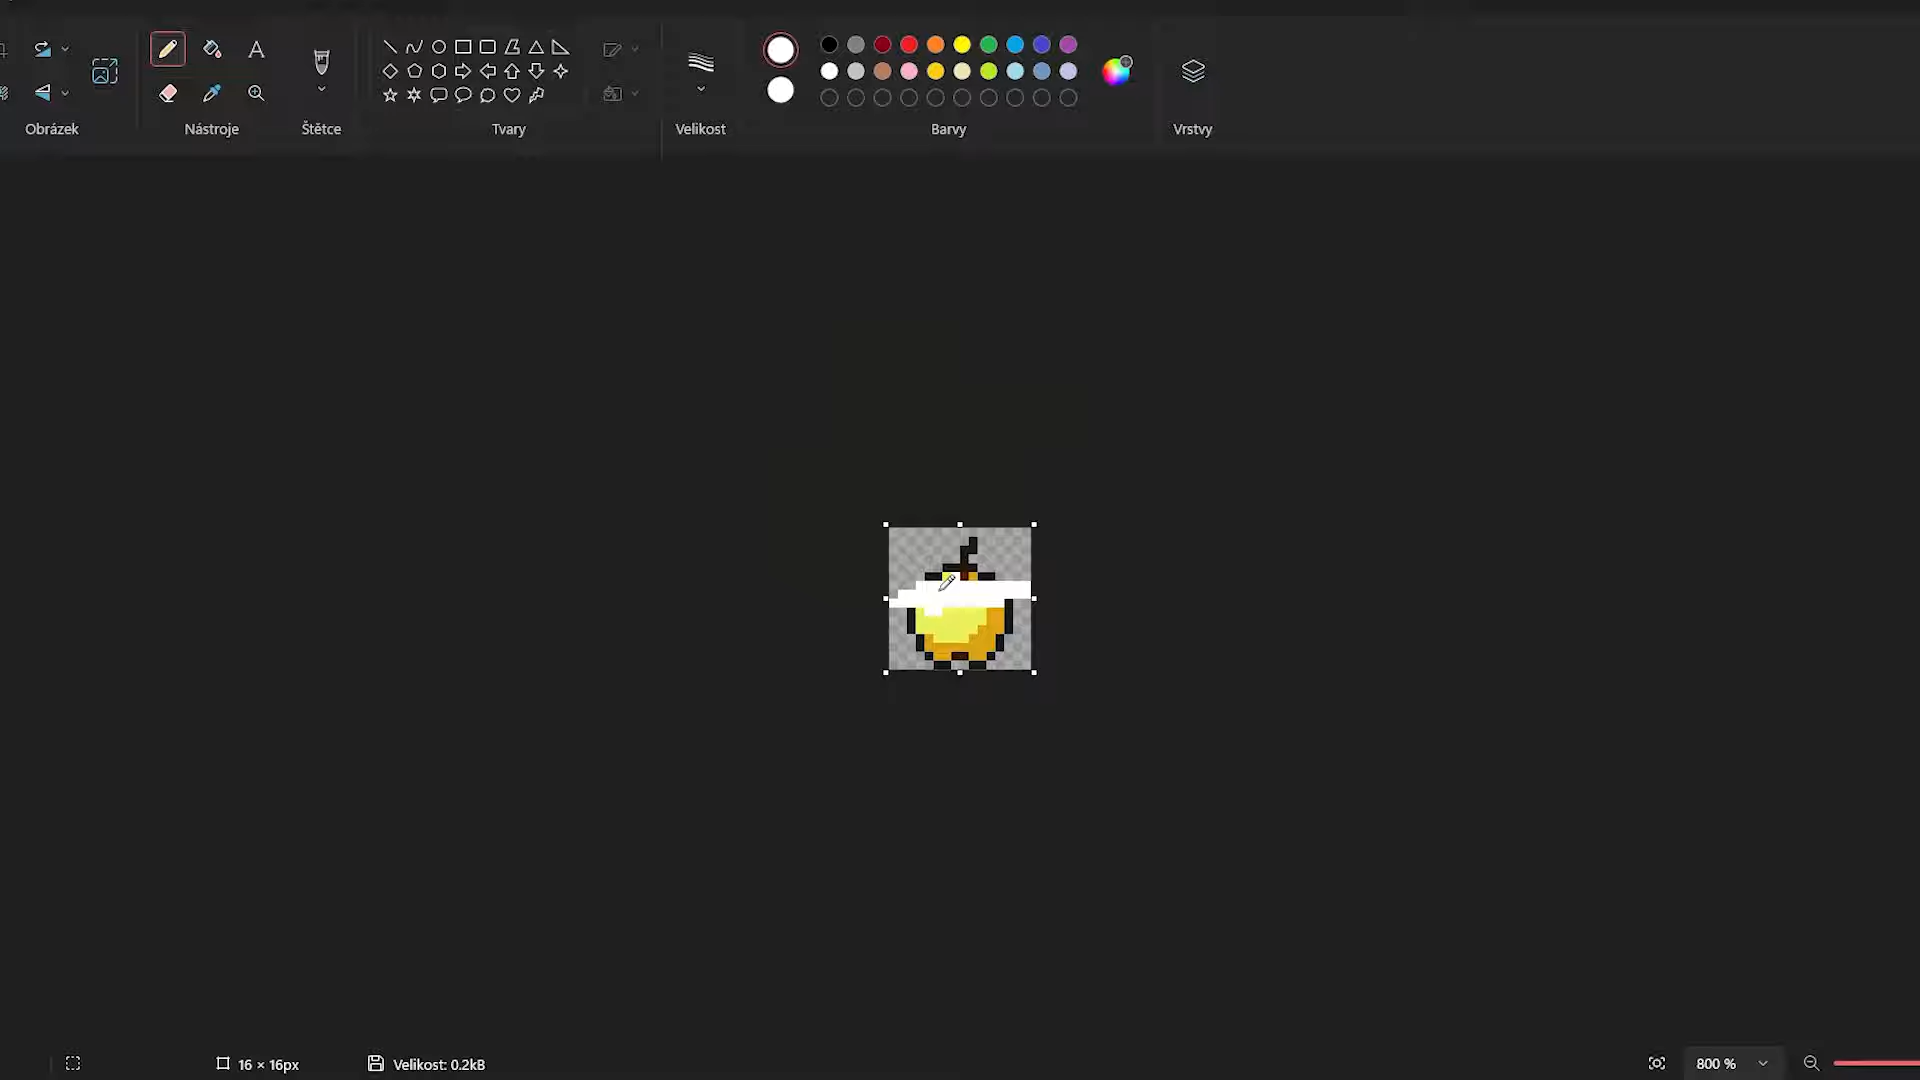 Obrázek
Nástroje
Štětce
Tvary
Velikost
Barvy
Vrstvy
16 × 16px
Velikost: 0.2kB
800 %